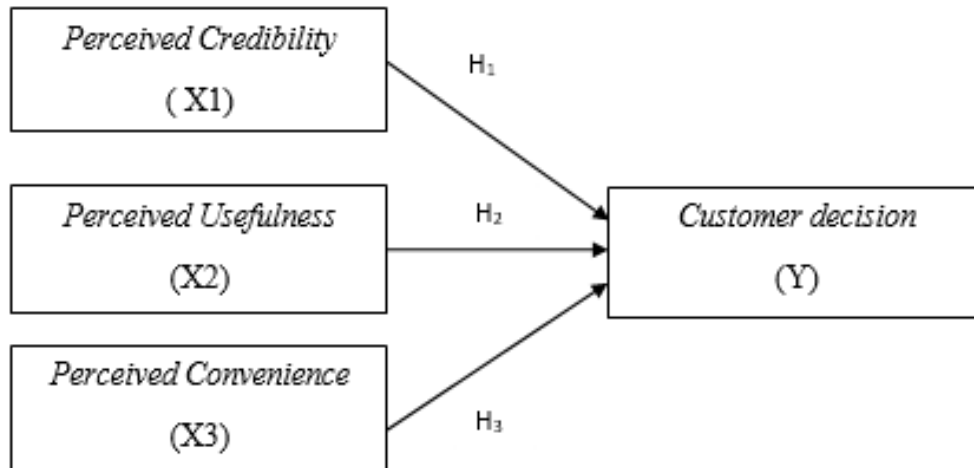 Perceived Credibility
( X1)
H₁
Perceived Usefulness
(X2)
H₂
Customer decision
(Y)
Perceived Convenience
(X3)
H₃